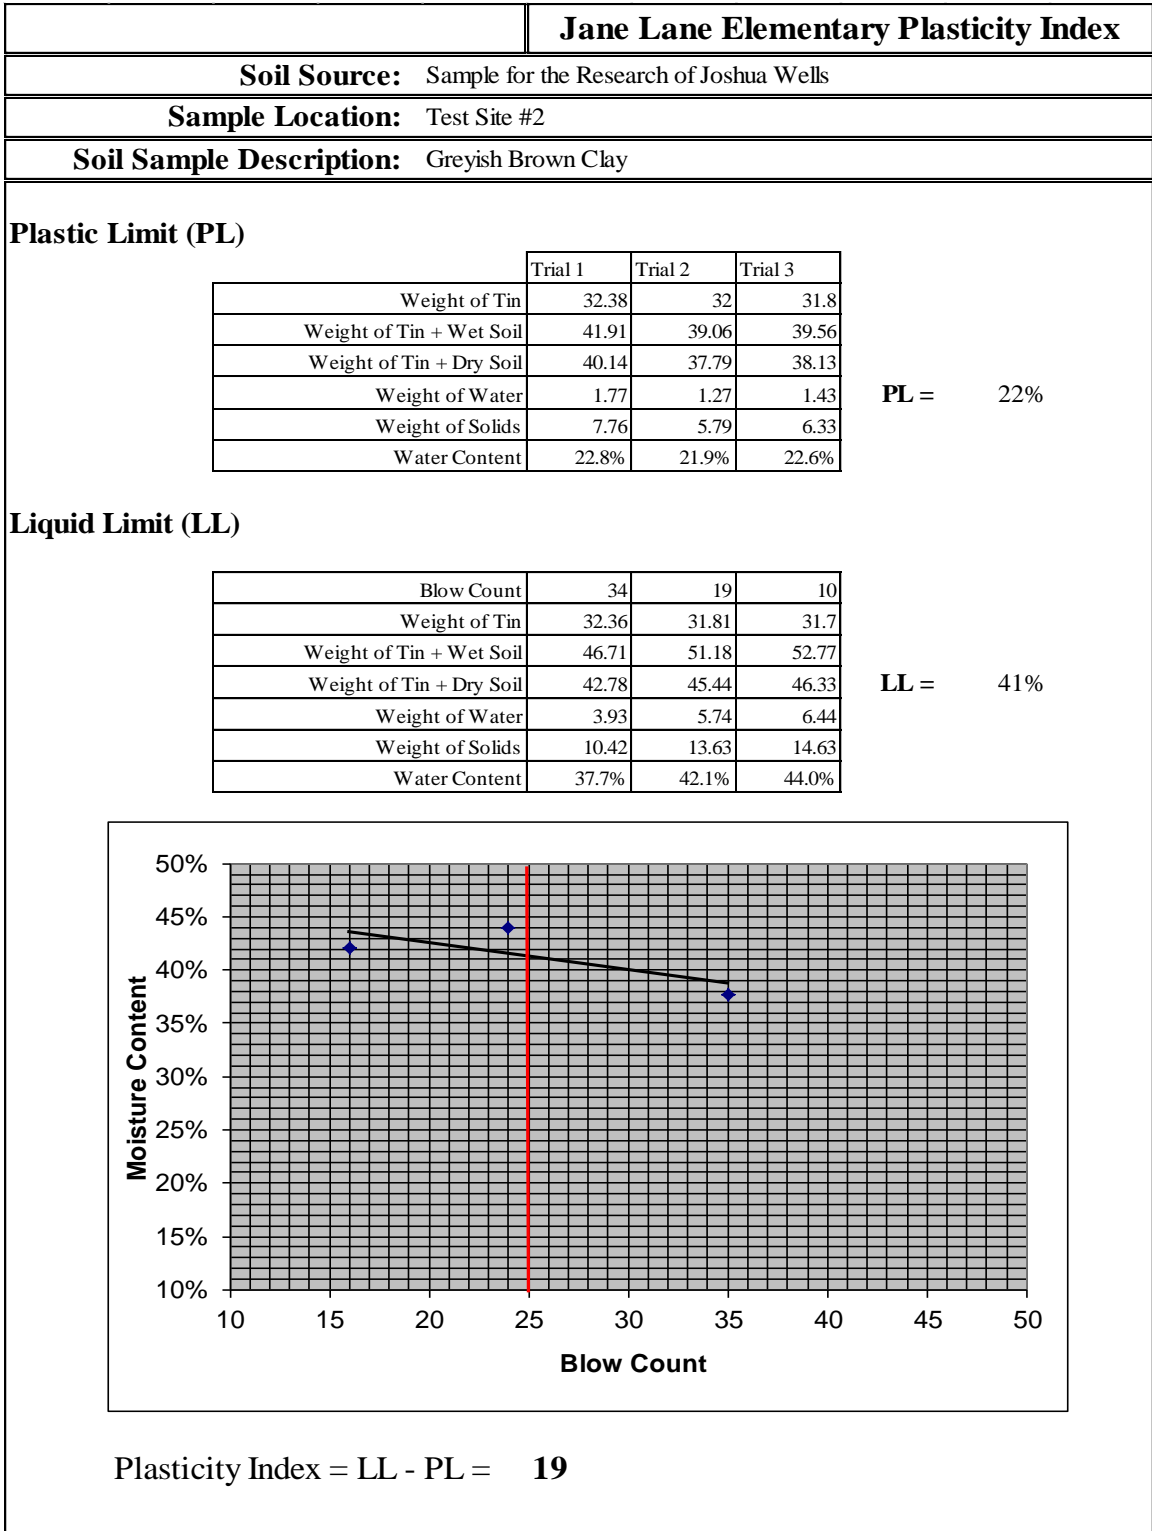 Jane Lane Elementary Plasticity Index
Soil Source: Sample for the Research of Joshua Wells
Sample Location: Test Site #2
Soil Sample Description: Greyish Brown Clay
Plastic Limit (PL)
Trial 1 Trial 2 Trial 3
Weight of Tin 32.38 32 31.8
Weight of Tin + Wet Soil 41.91 39.06 39.56
Weight of Tin + Dry Soil 40.14 37.79 38.13
Weight of Water 1.77 1.27 1.43 PL = 22%
Weight of Solids 7.76 5.79 6.33
Water Content 22.8% 21.9% 22.6%
Liquid Limit (LL)
Blow Count 34 19 10
Weight of Tin 32.36 31.81 31.7
Weight of Tin + Wet Soil 46.71 51.18 52.77
Weight of Tin + Dry Soil 42.78 45.44 46.33 LL = 41%
Weight of Water 3.93 5.74 6.44
Weight of Solids 10.42 13.63 14.63
Water Content 37.7% 42.1% 44.0%
50%
45%
40%
35%
30%
25%
20%
15%
10%
Moisture Content
10 15 20 25 30 35 40 45 50
Blow Count
Plasticity Index = LL - PL = 19